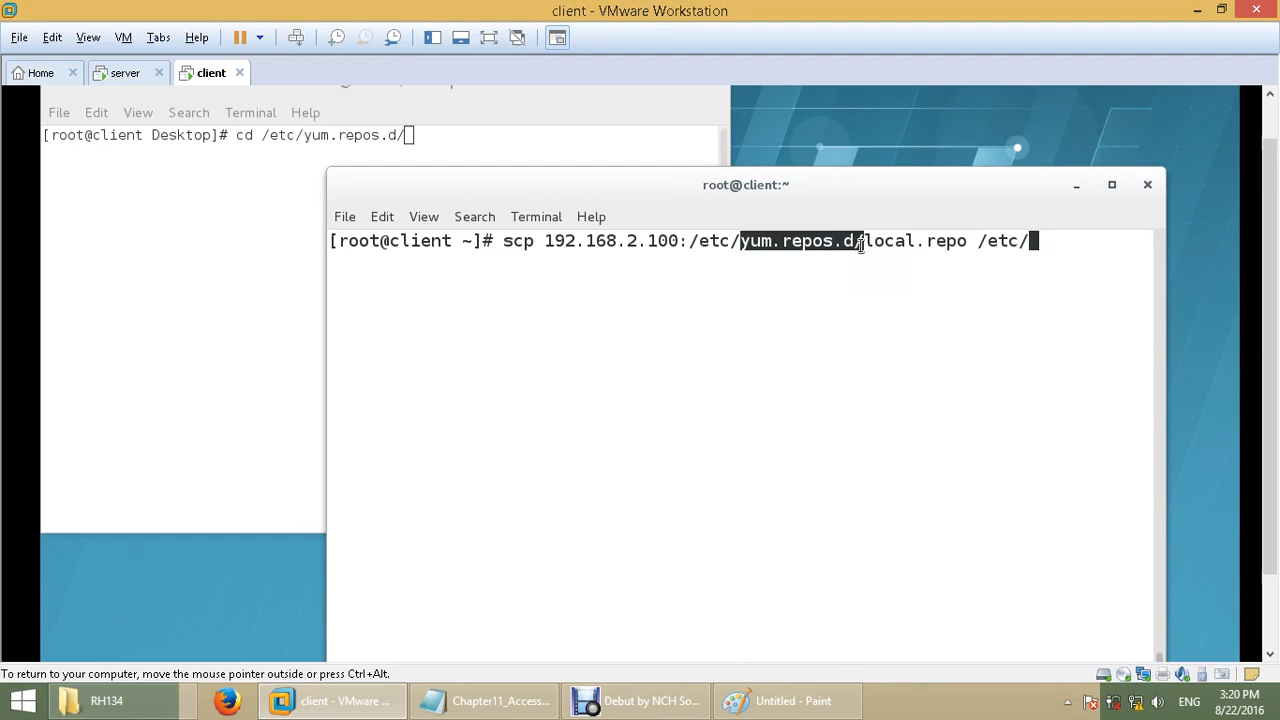 client - VMware Workstation
File Edit View VM Tabs Help
Home server client
File Edit View Search Terminal Help
[root@client Desktop]# cd /etc/yum.repos.d/
root@client:~
File Edit View Search Terminal Help
[root@client ~]# scp 192.168.2.100:/etc/yum.repos.d/local.repo /etc/
To return to your computer, move the mouse pointer outside or press Ctrl+Alt.
RH134
client - VMware ...
Chapter11_Access...
Debut by NCH So...
Untitled - Paint
ENG
3:20 PM
8/22/2016